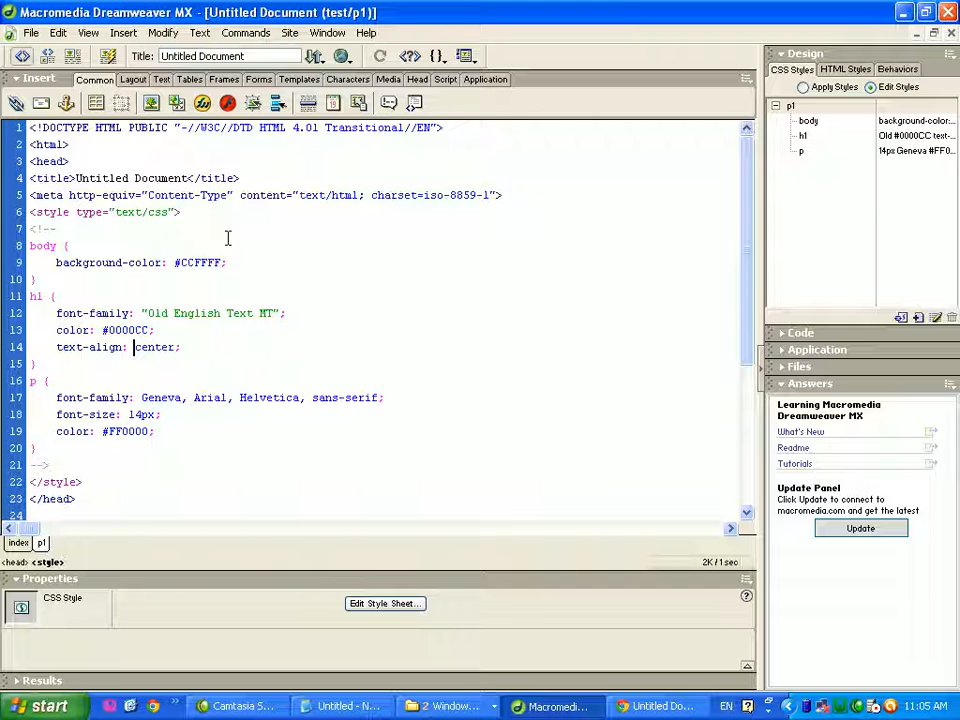 Macromedia Dreamweaver MX - [Untitled Document (test/p1)]
File Edit View Insert Modify Text Commands Site Window Help
Title: Untitled Document
Insert Common Layout Text Tables Frames Forms Templates Characters Media Head Script Application
1 <!DOCTYPE HTML PUBLIC "-//W3C//DTD HTML 4.01 Transitional//EN">
2 <html>
3 <head>
4 <title>Untitled Document</title>
5 <meta http-equiv="Content-Type" content="text/html; charset=iso-8859-1">
6 <style type="text/css">
7 <!--
8 body {
9 background-color: #CCFFFF;
10 }
11 h1 {
12 font-family: "Old English Text MT";
13 color: #0000CC;
14 text-align: center;
15 }
16 p {
17 font-family: Geneva, Arial, Helvetica, sans-serif;
18 font-size: 14px;
19 color: #FF0000;
20 }
21 -->
22 </style>
23 </head>
24
index p1
<head> <style>
2K / 1 sec
Properties
CSS Style
Edit Style Sheet...
Results
Design
CSS Styles HTML Styles Behaviors
Apply Styles Edit Styles
p1
body background-color:...
h1 Old #0000CC text-...
p 14px Geneva #FF0...
Code
Application
Files
Answers
Learning Macromedia
Dreamweaver MX
What's New
Readme
Tutorials
Update Panel
Click Update to connect to
macromedia.com and get the latest
Update
start
Camtasia S...
Untitled - N...
2 Window...
Macromedi...
Untitled Do...
EN
11:05 AM